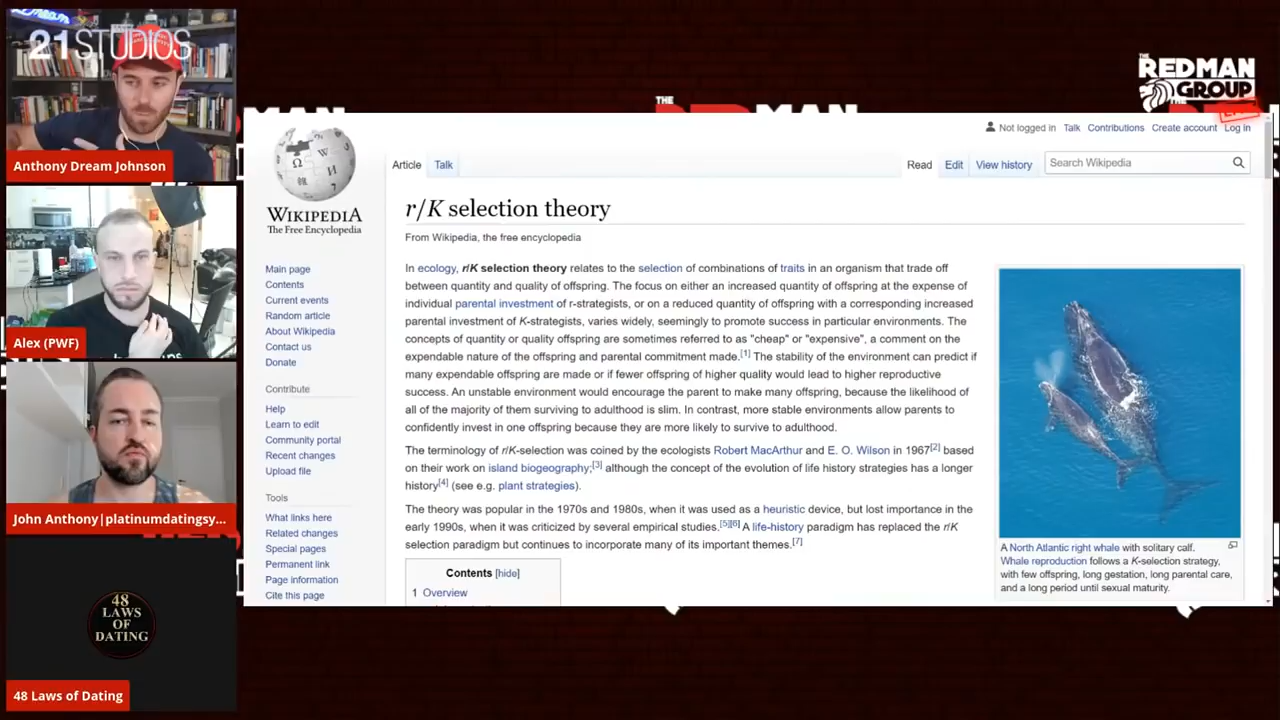 21 STUDIOS
Anthony Dream Johnson
Alex (PWF)
John Anthony|platinumdatingsy...
48
LAWS
OF
DATING
48 Laws of Dating
THE
REDMAN
GROUP
THE
Not logged in Talk Contributions Create account Log in
Article Talk
Read Edit View history Search Wikipedia
WIKIPEDIA
The Free Encyclopedia
Main page
Contents
Current events
Random article
About Wikipedia
Contact us
Donate
Contribute
Help
Learn to edit
Community portal
Recent changes
Upload file
Tools
What links here
Related changes
Special pages
Permanent link
Page information
Cite this page
r/K selection theory
From Wikipedia, the free encyclopedia
In ecology, r/K selection theory relates to the selection of combinations of traits in an organism that trade off
between quantity and quality of offspring. The focus on either an increased quantity of offspring at the expense of
individual parental investment of r-strategists, or on a reduced quantity of offspring with a corresponding increased
parental investment of K-strategists, varies widely, seemingly to promote success in particular environments. The
concepts of quantity or quality offspring are sometimes referred to as "cheap" or "expensive", a comment on the
expendable nature of the offspring and parental commitment made.[1] The stability of the environment can predict if
many expendable offspring are made or if fewer offspring of higher quality would lead to higher reproductive
success. An unstable environment would encourage the parent to make many offspring, because the likelihood of
all of the majority of them surviving to adulthood is slim. In contrast, more stable environments allow parents to
confidently invest in one offspring because they are more likely to survive to adulthood.
The terminology of r/K-selection was coined by the ecologists Robert MacArthur and E. O. Wilson in 1967[2] based
on their work on island biogeography;[3] although the concept of the evolution of life history strategies has a longer
history[4] (see e.g. plant strategies).
The theory was popular in the 1970s and 1980s, when it was used as a heuristic device, but lost importance in the
early 1990s, when it was criticized by several empirical studies.[5][6] A life-history paradigm has replaced the r/K
selection paradigm but continues to incorporate many of its important themes.[7]
Contents [hide]
1 Overview
A North Atlantic right whale with solitary calf.
Whale reproduction follows a K-selection strategy,
with few offspring, long gestation, long parental care,
and a long period until sexual maturity.